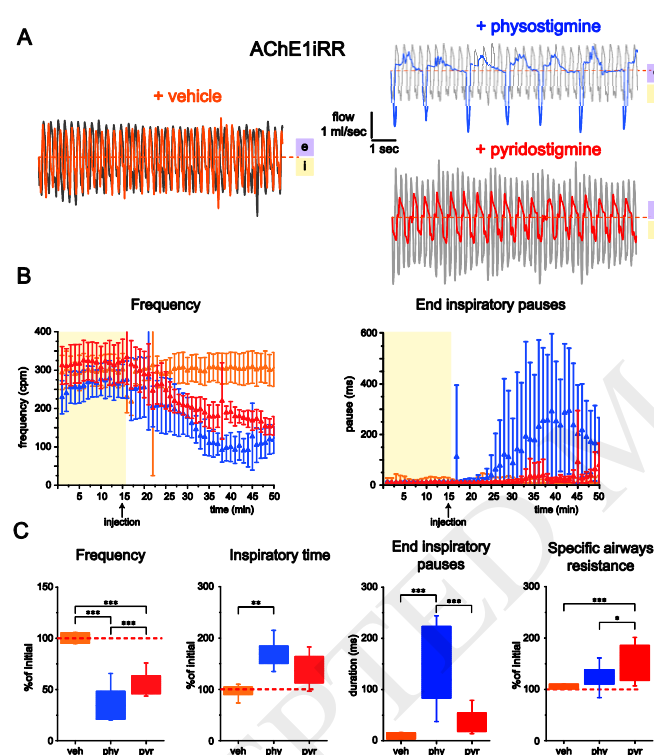 A
AChE1iRR
+ vehicle
e
i
+ physostigmine
flow
1 ml/sec
1 sec
+ pyridostigmine
B
Frequency
frequency (cpm)
400
300
200
100
0
5 10 15 20 25 30 35 40 45 50
time (min)
injection
End inspiratory pauses
pause (ms)
600
400
200
0
5 10 15 20 25 30 35 40 45 50
time (min)
injection
C
Frequency
%of initial
150
100
50
0
***
***
***
veh phy pyr
Inspiratory time
%of initial
300
200
100
0
**
veh phy pyr
End inspiratory
pauses
duration (ms)
300
200
100
0
***
***
veh phy pyr
Specific airways
resistance
%of initial
300
200
100
0
***
*
veh phy pyr